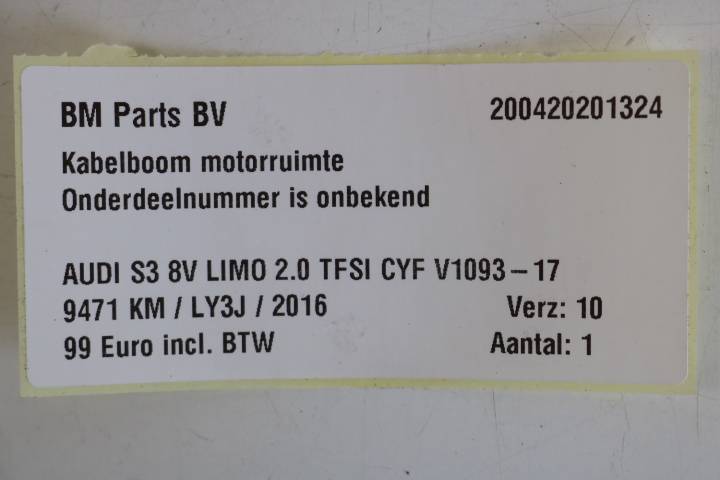 BM Parts BV 200420201324
Kabelboom motorruimte
Onderdeelnummer is onbekend
AUDI S3 8V LIMO 2.0 TFSI CYF V1093-17
9471 KM / LY3J / 2016 Verz: 10
99 Euro incl. BTW Aantal: 1